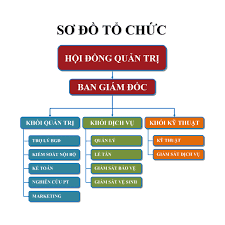 SƠ ĐỒ TỔ CHỨC
HỘI ĐỒNG QUẢN TRỊ
BAN GIÁM ĐỐC
KHỐI QUẢN TRỊ
TRỢ LÝ BGĐ
KIỂM SOÁT NỘI BỘ
KẾ TOÁN
NGHIÊN CỨU PT
MARKETING
KHỐI DỊCH VỤ
QUẢN LÝ
LỄ TÂN
GIÁM SÁT BẢO VỆ
GIÁM SÁT VỆ SINH
KHỐI KỸ THUẬT
KỸ THUẬT
GIÁM SÁT DỊCH VỤ